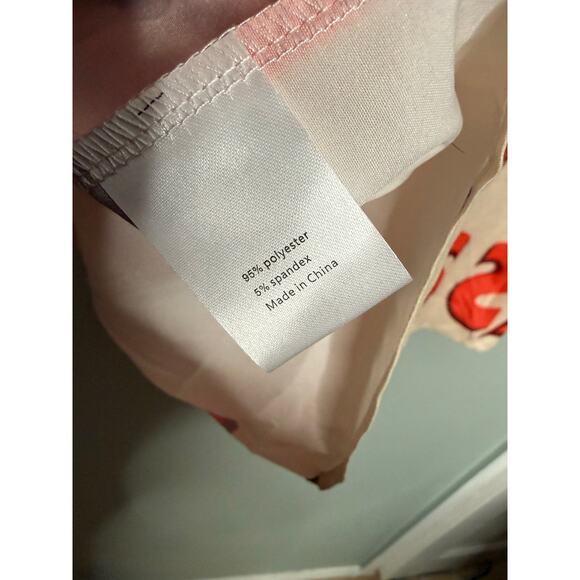 95% polyester
5% spandex
Made in China